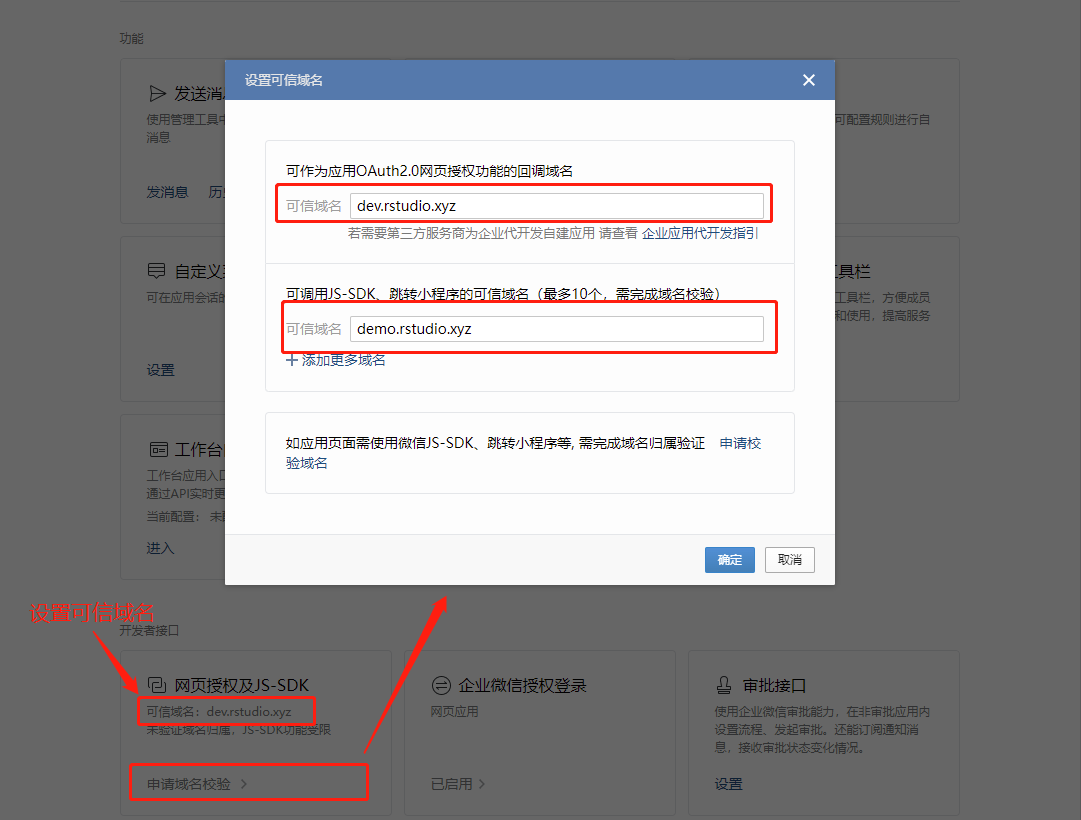 功能
设置可信域名
发送消
使用管理工具中
消息
可配置规则进行自
可作为应用OAuth2.0网页授权功能的回调域名
发消息 历
可信域名 dev.rstudio.xyz
若需要第三方服务商为企业代开发自建应用 请查看 企业应用代开发指引
自定义
可在应用会话的
具栏
工具栏，方便成员
和使用，提高服务
可调用JS-SDK、跳转小程序的可信域名（最多10个，需完成域名校验）
可信域名 demo.rstudio.xyz
添加更多域名
设置
工作台
工作台应用入口
通过API实时更
当前配置： 未
进入
如应用页面需使用微信JS-SDK、跳转小程序等, 需完成域名归属验证 申请校
验域名
确定 取消
设置可信域名
开发者接口
网页授权及JS-SDK
可信域名：dev.rstudio.xyz
未验证域名归属，JS-SDK功能受限
申请域名校验
企业微信授权登录
网页应用
已启用
审批接口
使用企业微信审批能力，在非审批应用内
设置流程、发起审批。还能订阅通知消
息，接收审批状态变化情况。
设置